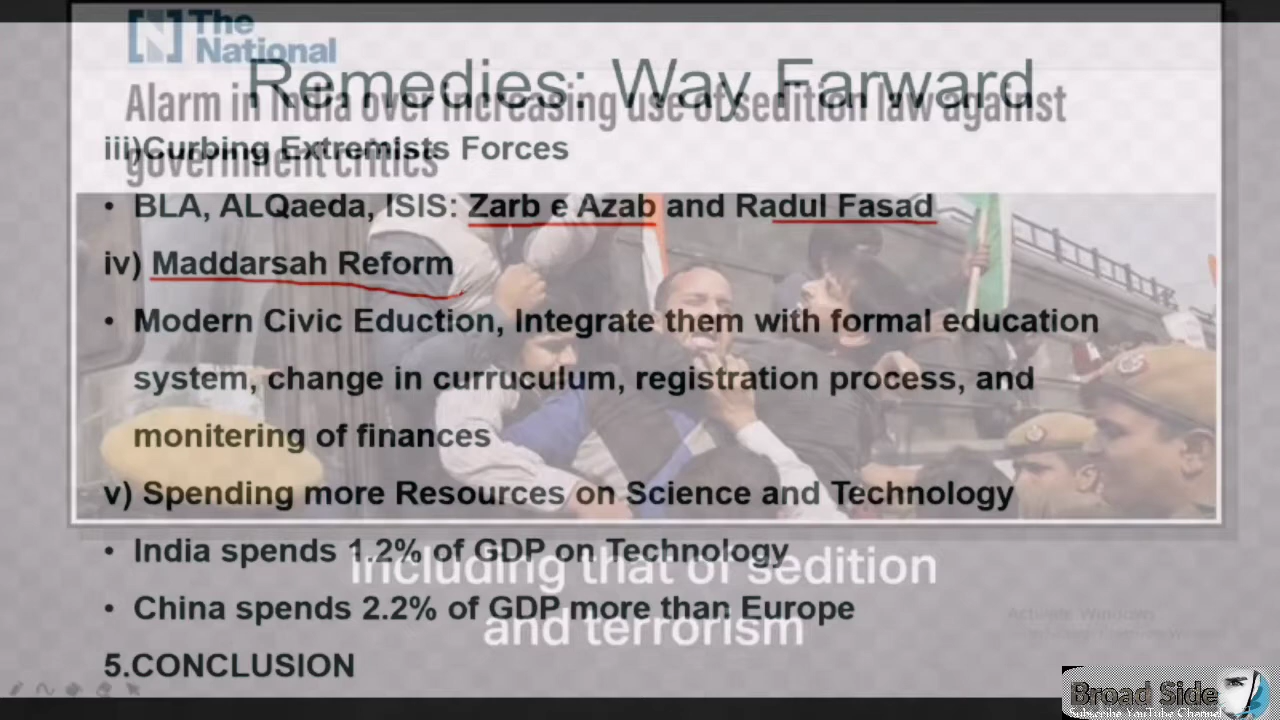 The
National
Remedies: Way Farward
Alarm in India over increasing use of sedition law against
government critics
iii)Curbing Extremists Forces
• BLA, ALQaeda, ISIS: Zarb e Azab and Radul Fasad
iv) Maddarsah Reform
• Modern Civic Eduction, Integrate them with formal education
system, change in curruculum, registration process, and
monitering of finances
v) Spending more Resources on Science and Technology
• India spends 1.2% of GDP on Technology
including that of sedition
• China spends 2.2% of GDP more than Europe
and terrorism
Activate Windows
5.CONCLUSION
Broad Side
Subscribe YouTube Channel